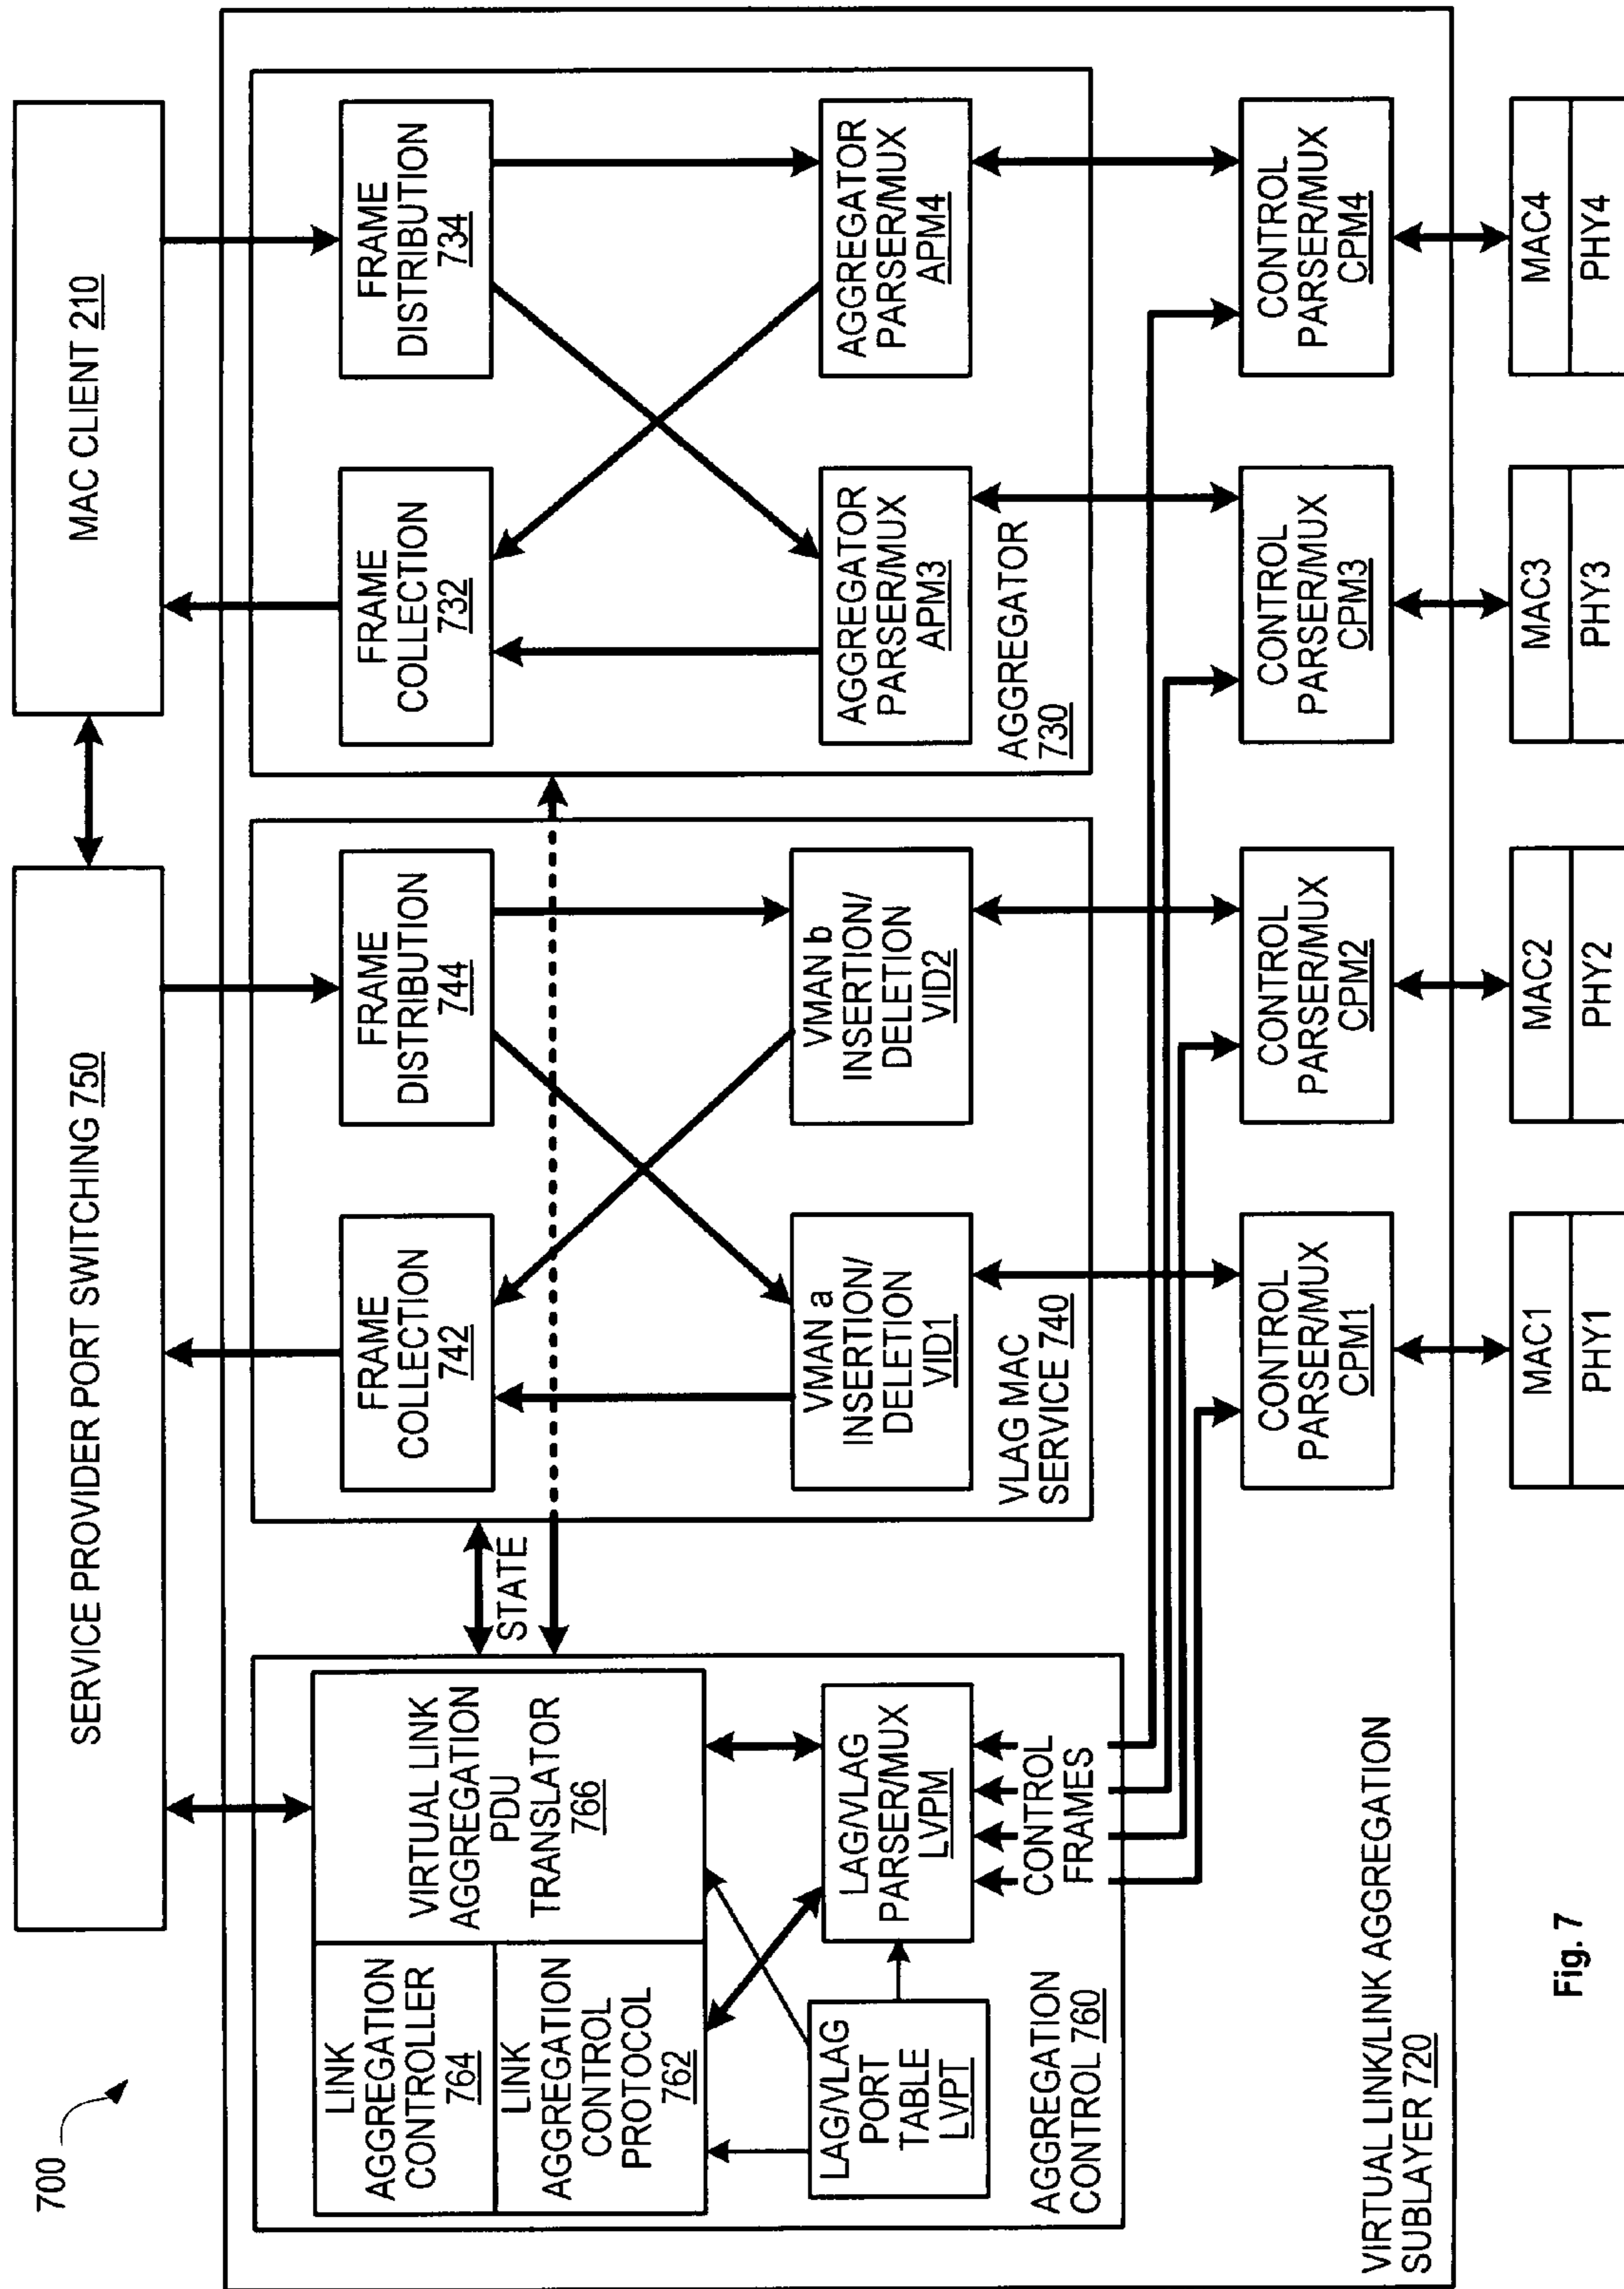 700
SERVICE PROVIDER PORT SWITCHING 750
MAC CLIENT 210
LINK
AGGREGATION
CONTROLLER
764
LINK
AGGREGATION
CONTROL
PROTOCOL
762
VIRTUAL LINK
AGGREGATION
PDU
TRANSLATOR
766
LAG/VLAG
PORT
TABLE
LVPT
LAG/VLAG
PARSER/MUX
LVPM
CONTROL
FRAMES
AGGREGATION
CONTROL 760
STATE
FRAME
COLLECTION
742
FRAME
DISTRIBUTION
744
VMAN a
INSERTION/
DELETION
VID1
VMAN b
INSERTION/
DELETION
VID2
VLAG MAC
SERVICE 740
FRAME
COLLECTION
732
FRAME
DISTRIBUTION
734
AGGREGATOR
PARSER/MUX
APM3
AGGREGATOR
PARSER/MUX
APM4
AGGREGATOR
730
CONTROL
PARSER/MUX
CPM1
CONTROL
PARSER/MUX
CPM2
CONTROL
PARSER/MUX
CPM3
CONTROL
PARSER/MUX
CPM4
VIRTUAL LINK/LINK AGGREGATION
SUBLAYER 720
MAC1
PHY1
MAC2
PHY2
MAC3
PHY3
MAC4
PHY4
Fig. 7